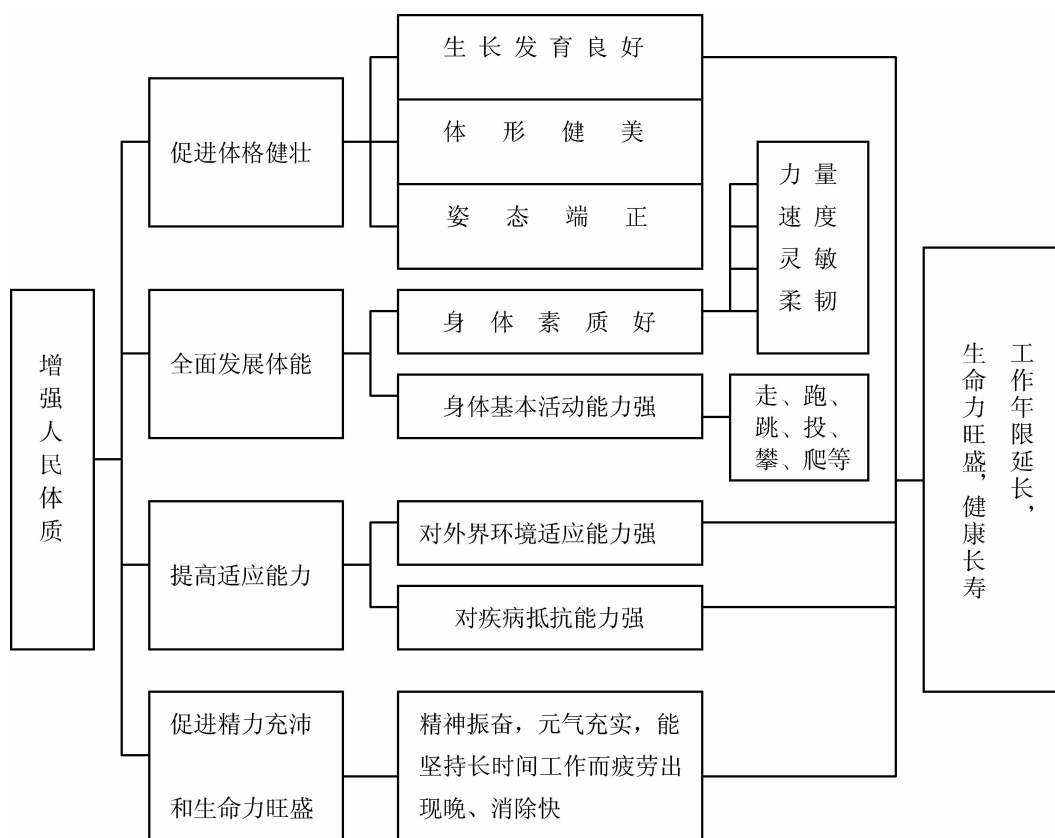 增强人民体质
促进体格健壮
生长发育良好
体形健美
姿态端正
全面发展体能
身体素质好
力量
速度
灵敏
柔韧
身体基本活动能力强
走、跑、
跳、投、
攀、爬等
提高适应能力
对外界环境适应能力强
对疾病抵抗能力强
促进精力充沛
和生命力旺盛
精神振奋，元气充实，能
坚持长时间工作而疲劳出
现晚、消除快
工作年限延长，
生命力旺盛，健康长寿